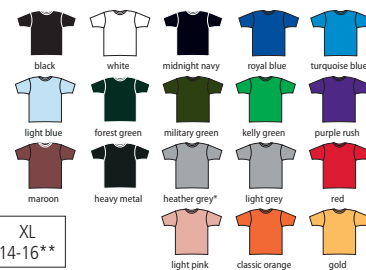 black white midnight navy royal blue turquoise blue
light blue forest green military green kelly green purple rush
maroon heavy metal heather grey* light grey red
XL
14-16**
light pink classic orange gold